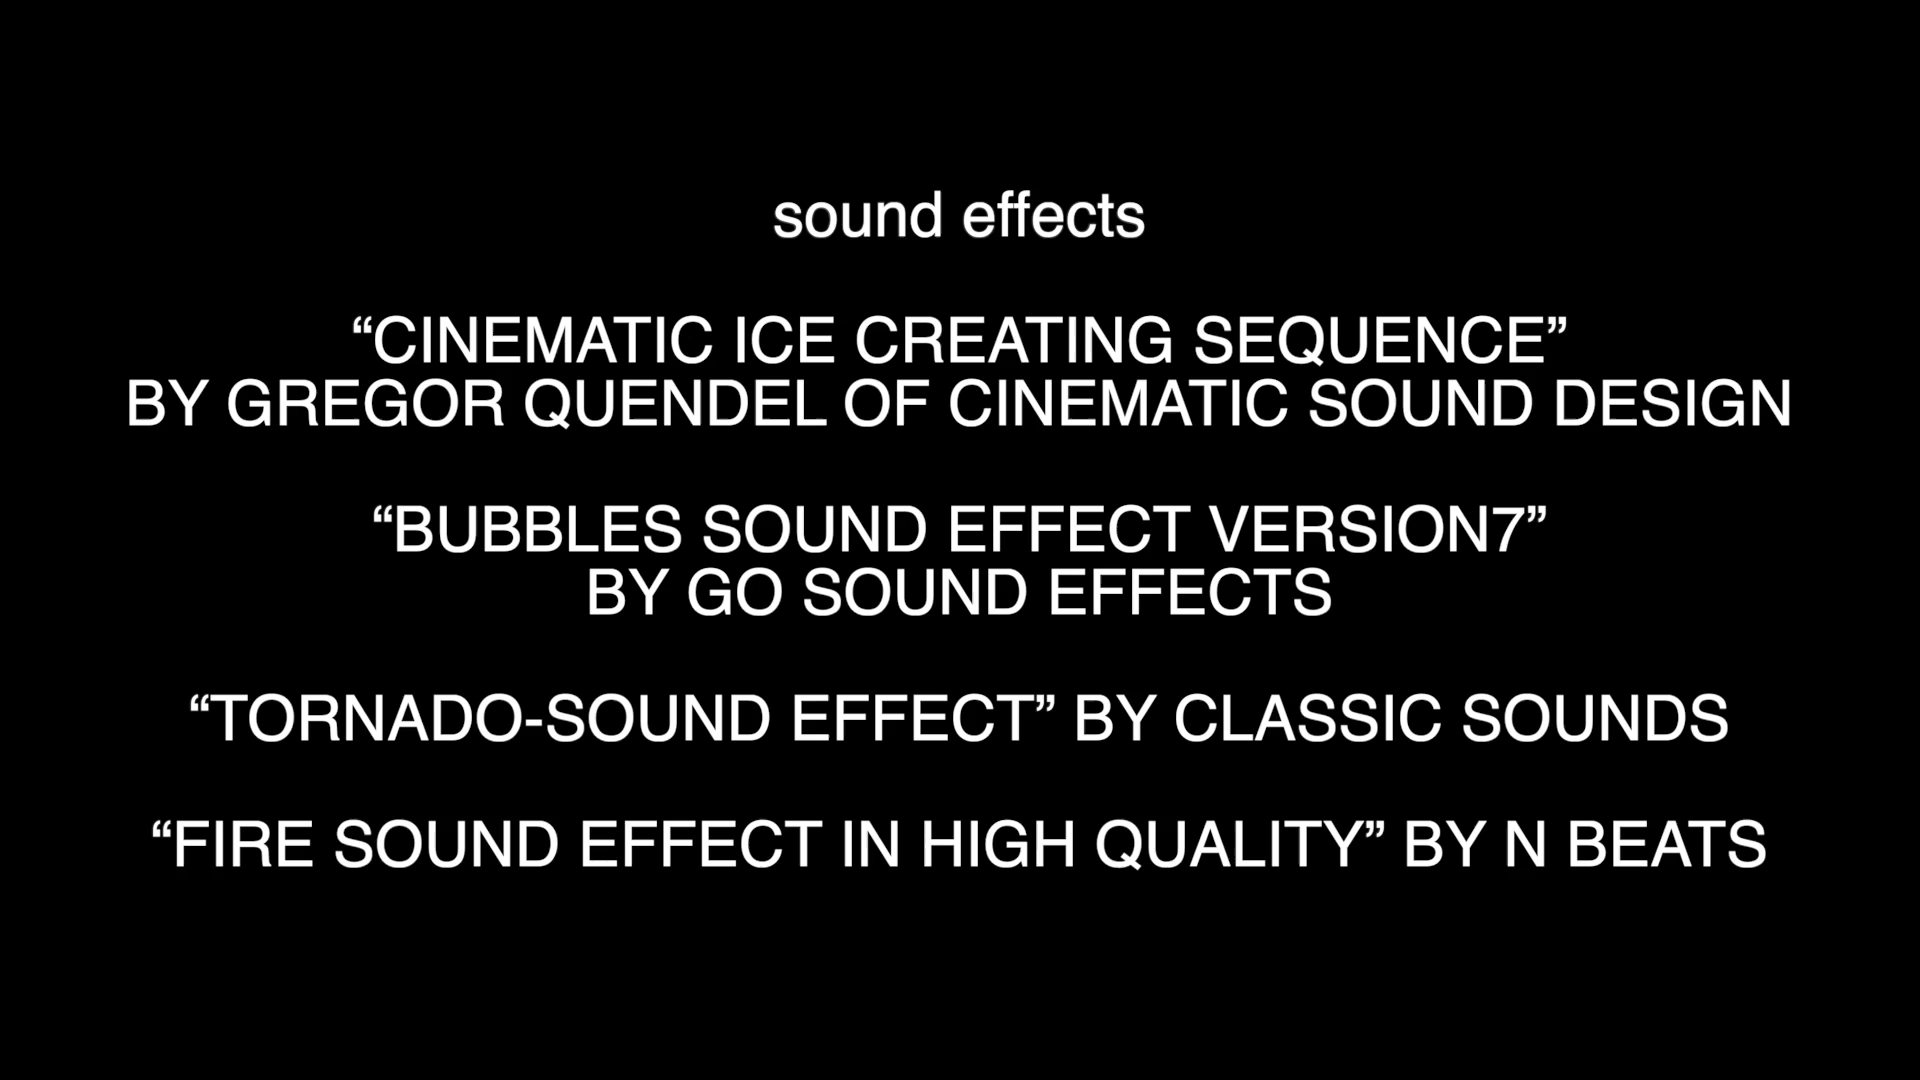 sound effects
“CINEMATIC ICE CREATING SEQUENCE”
BY GREGOR QUENDEL OF CINEMATIC SOUND DESIGN
“BUBBLES SOUND EFFECT VERSION7”
BY GO SOUND EFFECTS
“TORNADO-SOUND EFFECT” BY CLASSIC SOUNDS
“FIRE SOUND EFFECT IN HIGH QUALITY” BY N BEATS